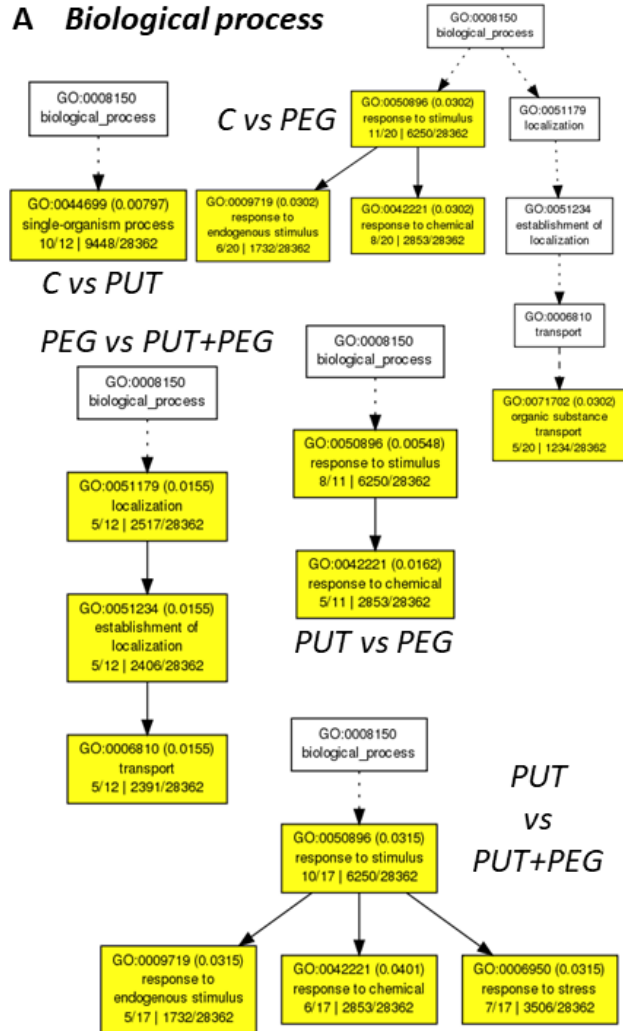 A Biological process
GO:0008150
biological_process
GO:0008150
biological_process
GO:0044699 (0.00797)
single-organism process
10/12 | 9448/28362
C vs PUT
C vs PEG
GO:0050896 (0.0302)
response to stimulus
11/20 | 6250/28362
GO:0051179
localization
GO:0009719 (0.0302)
response to
endogenous stimulus
6/20 | 1732/28362
GO:0042221 (0.0302)
response to chemical
8/20 | 2853/28362
GO:0051234
establishment of
localization
GO:0006810
transport
GO:0071702 (0.0302)
organic substance
transport
5/20 | 1234/28362
PEG vs PUT+PEG
GO:0008150
biological_process
GO:0051179 (0.0155)
localization
5/12 | 2517/28362
GO:0051234 (0.0155)
establishment of
localization
5/12 | 2406/28362
GO:0006810 (0.0155)
transport
5/12 | 2391/28362
GO:0008150
biological_process
GO:0050896 (0.00548)
response to stimulus
8/11 | 6250/28362
GO:0042221 (0.0162)
response to chemical
5/11 | 2853/28362
PUT vs PEG
GO:0008150
biological_process
PUT
vs
PUT+PEG
GO:0050896 (0.0315)
response to stimulus
10/17 | 6250/28362
GO:0009719 (0.0315)
response to
endogenous stimulus
5/17 | 1732/28362
GO:0042221 (0.0401)
response to chemical
6/17 | 2853/28362
GO:0006950 (0.0315)
response to stress
7/17 | 3506/28362